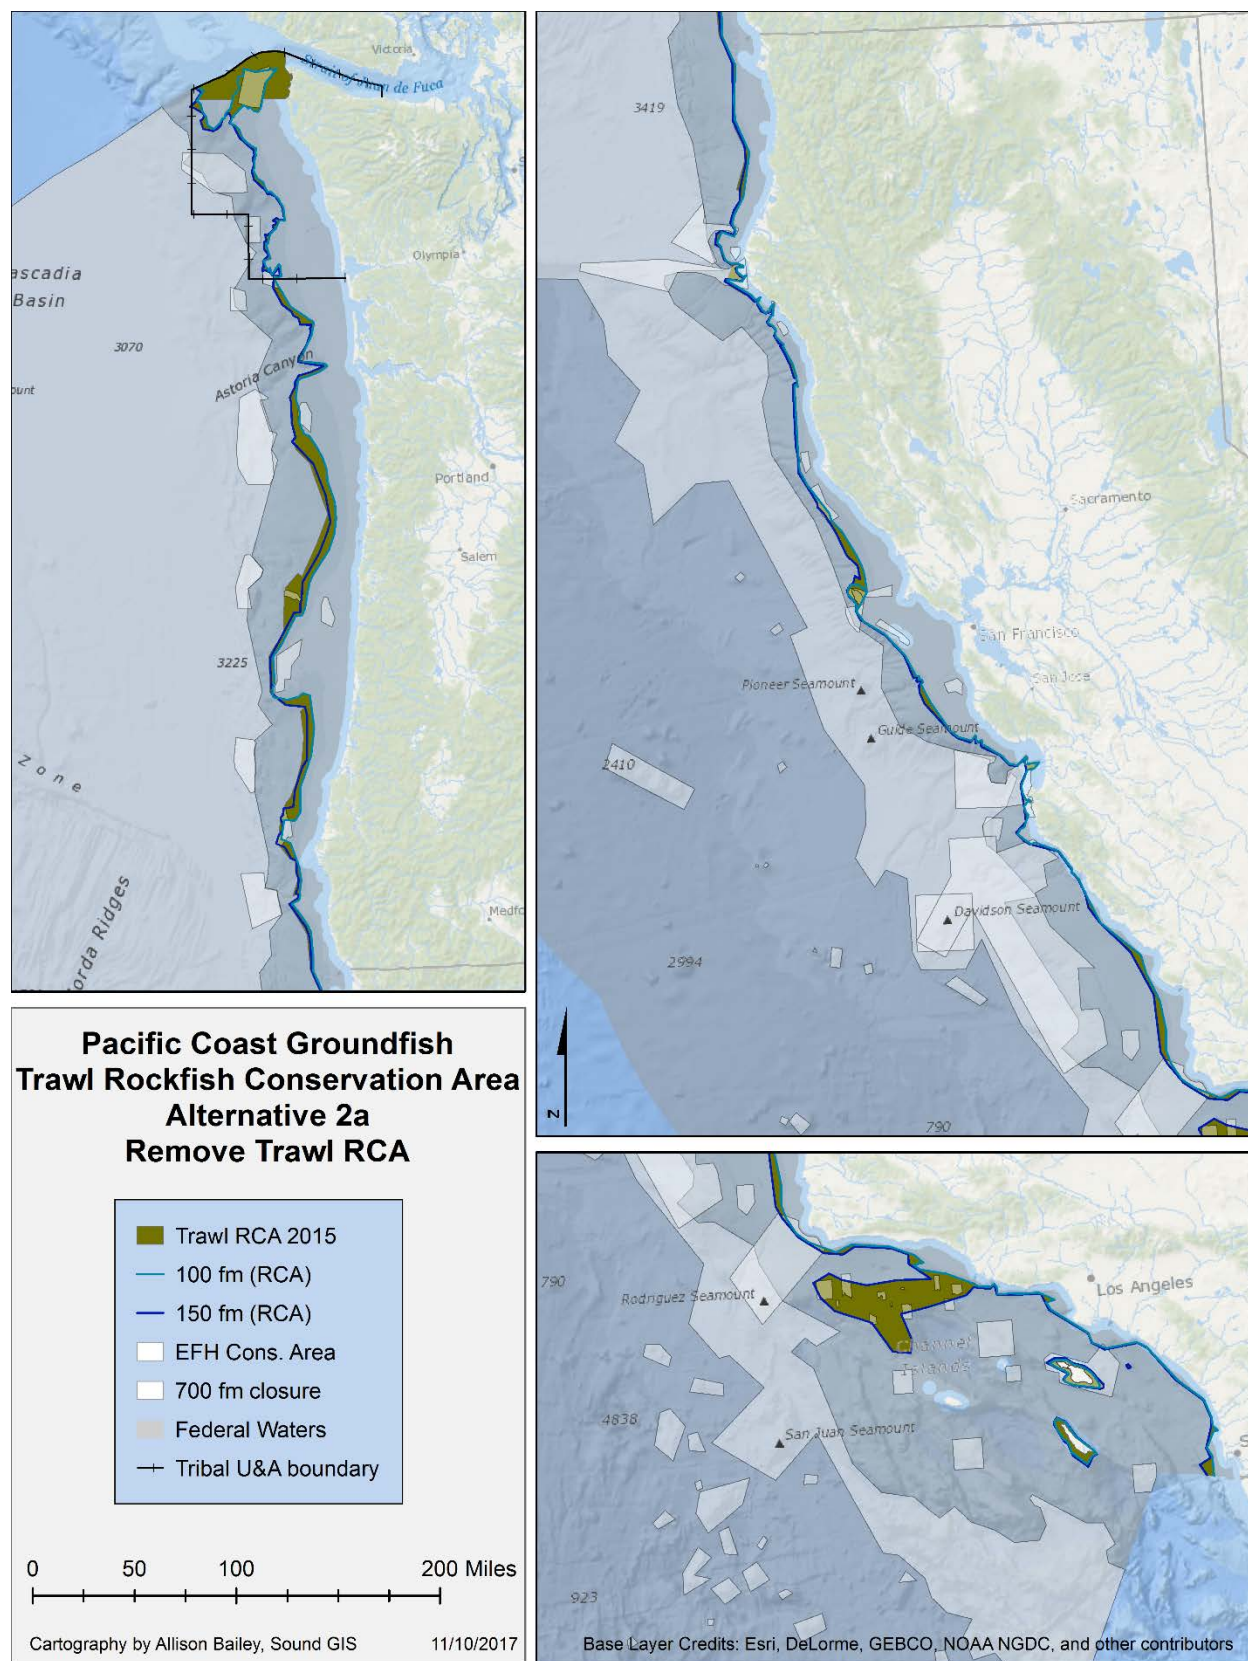 Victoria
Strait of Juan de Fuca
Olympia
ascadia
Basin
3070
ount
Astoria Canyon
Portland
Salem
3225
Zone
orda Ridges
Medfo
3419
Sacramento
San Francisco
San Jose
Pioneer Seamount
Guide Seamount
2410
Davidson Seamount
2994
790
N
Pacific Coast Groundfish
Trawl Rockfish Conservation Area
Alternative 2a
Remove Trawl RCA
Trawl RCA 2015
100 fm (RCA)
150 fm (RCA)
EFH Cons. Area
700 fm closure
Federal Waters
Tribal U&A boundary
0 50 100 200 Miles
Cartography by Allison Bailey, Sound GIS 11/10/2017
790
Rodriguez Seamount
Los Angeles
Channel
Islands
4838
San Juan Seamount
S
923
Base Layer Credits: Esri, DeLorme, GEBCO, NOAA NGDC, and other contributors